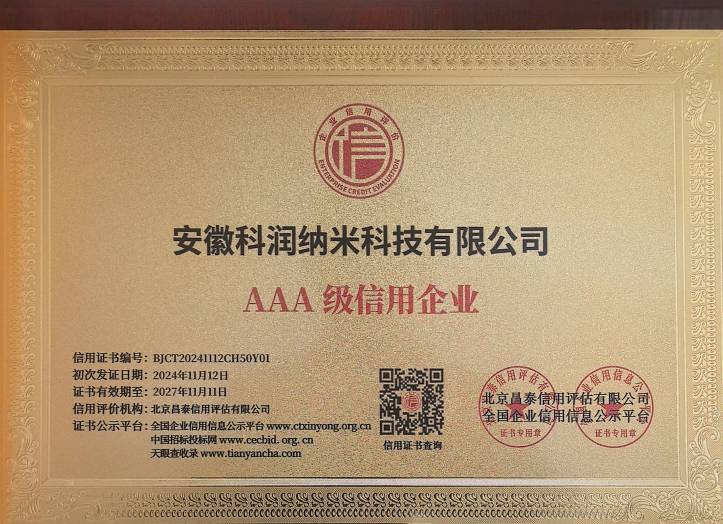 企业信用评价
ENTERPRISE CREDIT EVALUATION
安徽科润纳米科技有限公司
AAA 级信用企业
信用证书编号：BJCT20241112CH50Y01
初次发证日期：2024年11月12日
证书有效期至：2027年11月11日
信用评价机构：北京昌泰信用评估有限公司
证书公示平台：全国企业信用信息公示平台 www.ctxinyong.org.cn
中国招标投标网 www.cecbid.org.cn
天眼查收录 www.tianyancha.com
信用证书查询
北京昌泰信用评估有限公司
全国企业信用信息公示平台
证书专用章
证书专用章